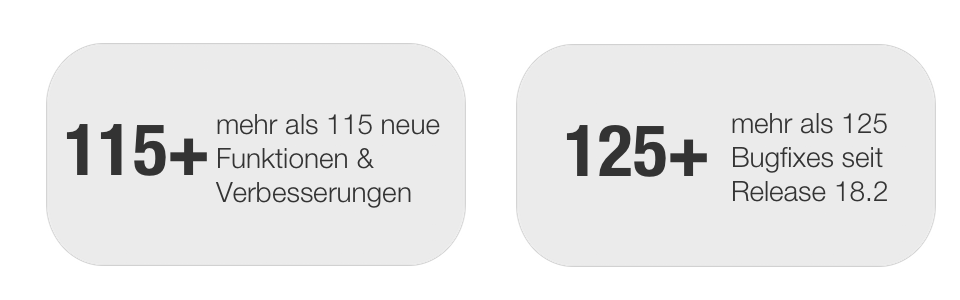 115+
mehr als 115 neue
Funktionen &
Verbesserungen
125+
mehr als 125
Bugfixes seit
Release 18.2